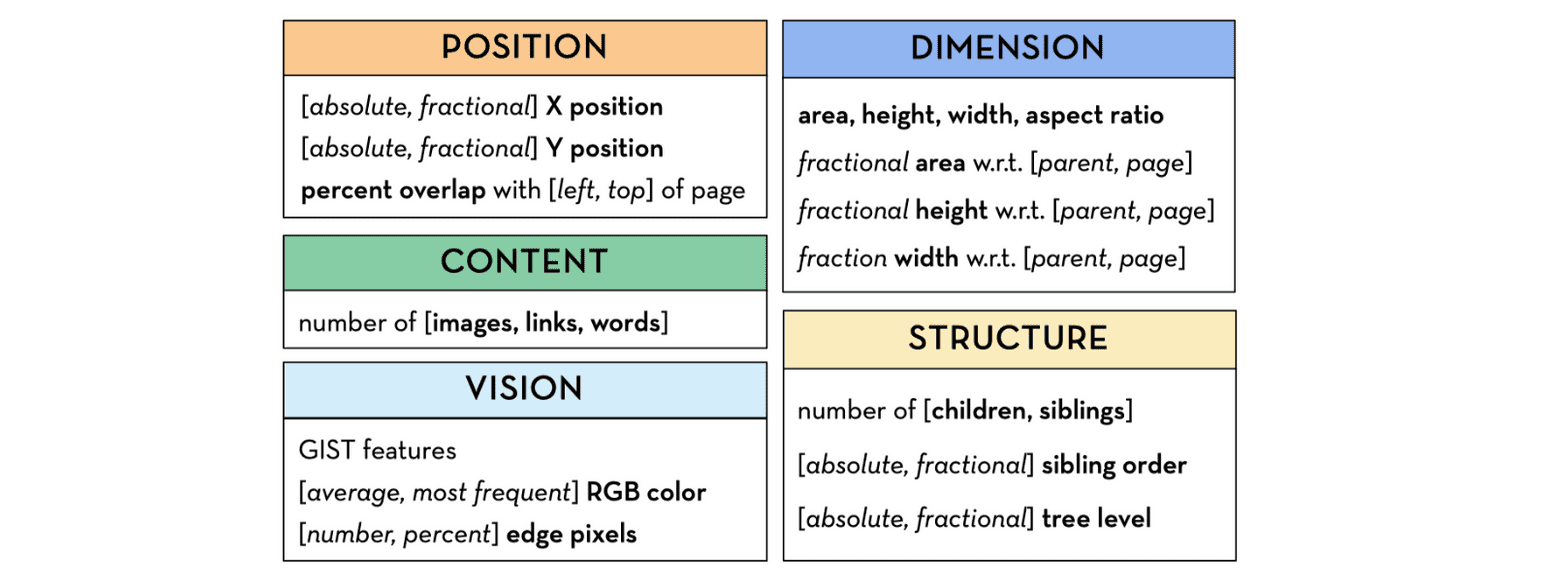 POSITION
[absolute, fractional] X position
[absolute, fractional] Y position
percent overlap with [left, top] of page
CONTENT
number of [images, links, words]
VISION
GIST features
[average, most frequent] RGB color
[number, percent] edge pixels
DIMENSION
area, height, width, aspect ratio
fractional area w.r.t. [parent, page]
fractional height w.r.t. [parent, page]
fraction width w.r.t. [parent, page]
STRUCTURE
number of [children, siblings]
[absolute, fractional] sibling order
[absolute, fractional] tree level